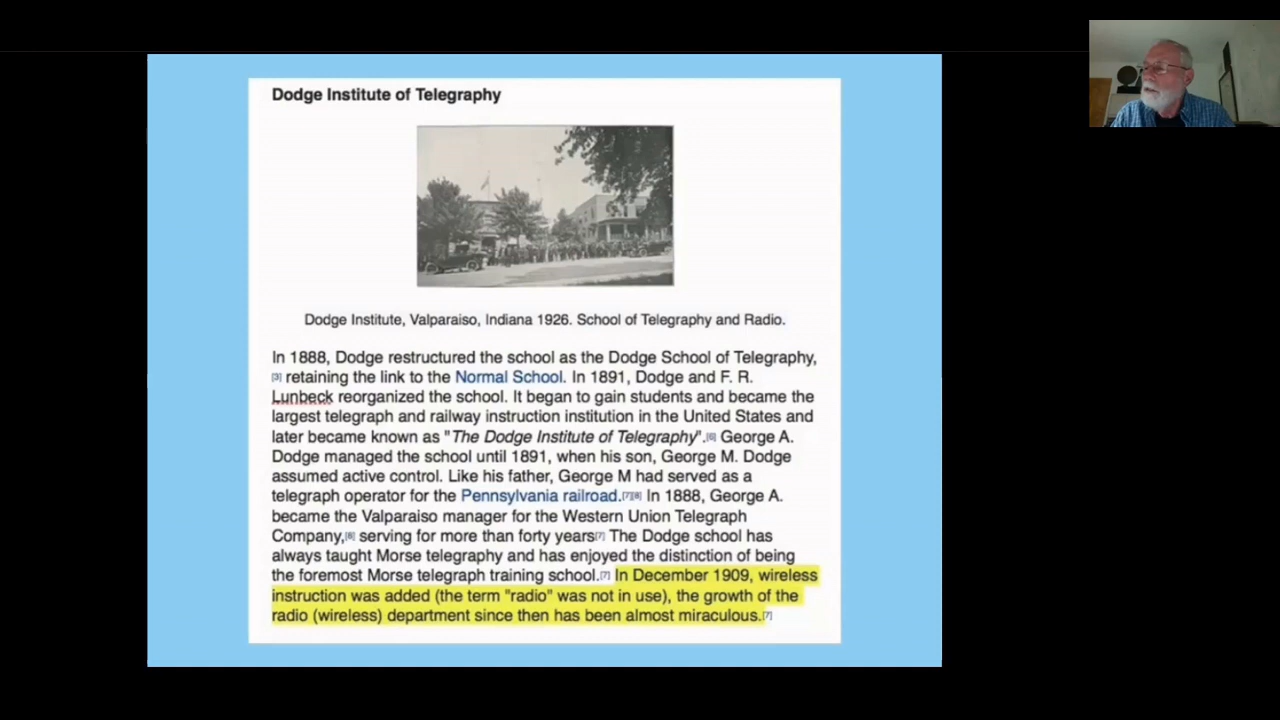 Dodge Institute of Telegraphy
Dodge Institute, Valparaiso, Indiana 1926. School of Telegraphy and Radio.
In 1888, Dodge restructured the school as the Dodge School of Telegraphy,
[3] retaining the link to the Normal School. In 1891, Dodge and F. R.
Lunbeck reorganized the school. It began to gain students and became the
largest telegraph and railway instruction institution in the United States and
later became known as "The Dodge Institute of Telegraphy".[6] George A.
Dodge managed the school until 1891, when his son, George M. Dodge
assumed active control. Like his father, George M had served as a
telegraph operator for the Pennsylvania railroad.[7][8] In 1888, George A.
became the Valparaiso manager for the Western Union Telegraph
Company,[8] serving for more than forty years[7] The Dodge school has
always taught Morse telegraphy and has enjoyed the distinction of being
the foremost Morse telegraph training school.[7] In December 1909, wireless
instruction was added (the term "radio" was not in use), the growth of the
radio (wireless) department since then has been almost miraculous.[7]